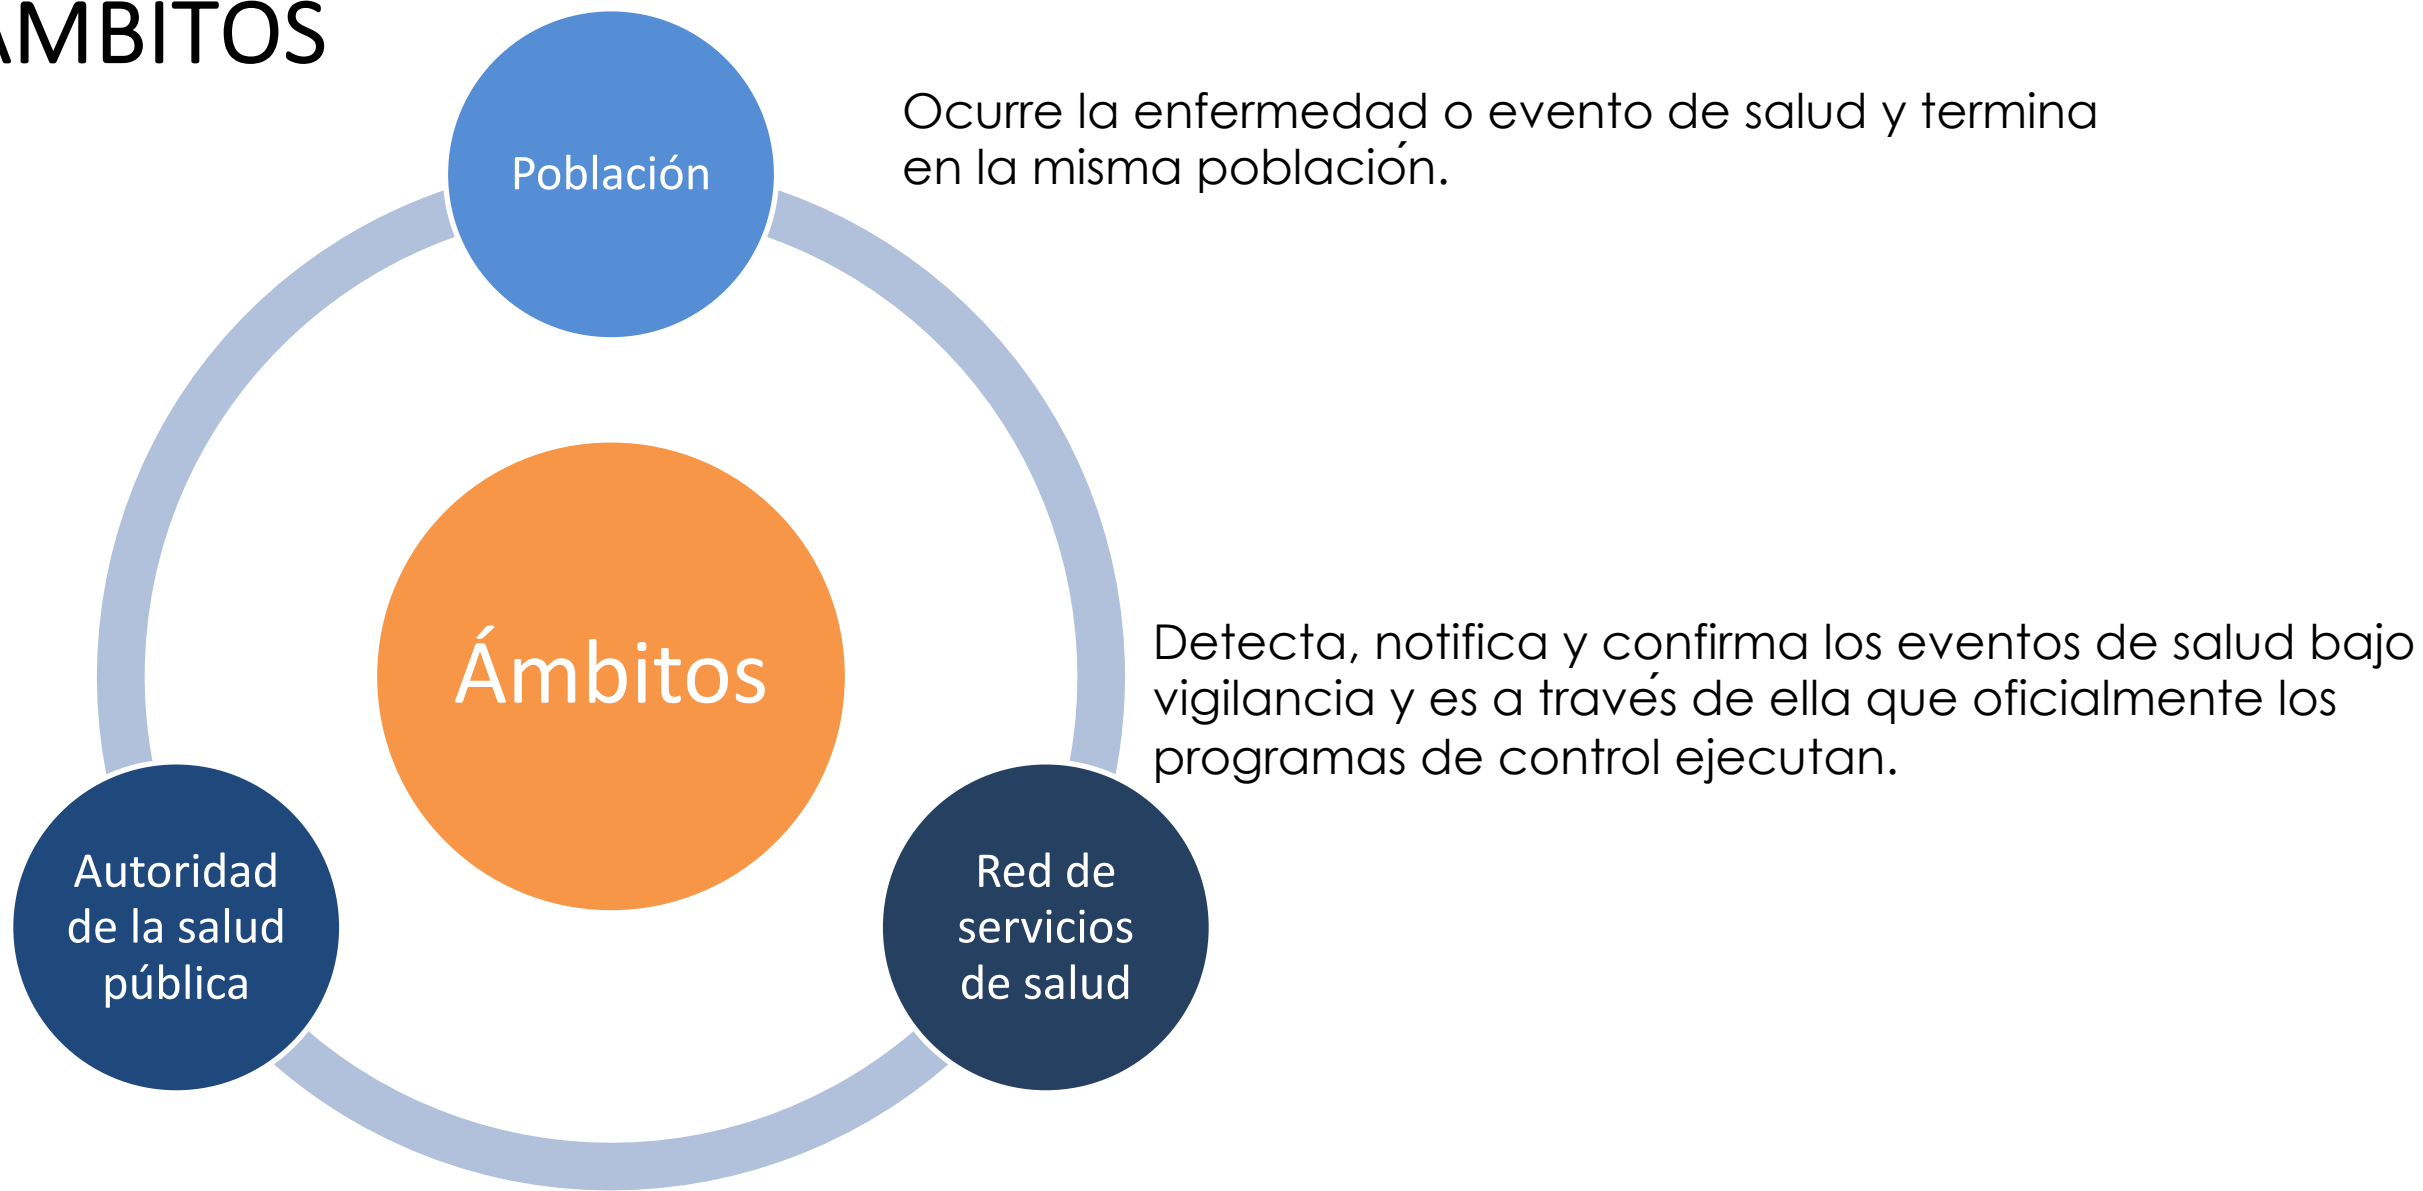 ÁMBITOS
Población
Ocurre la enfermedad o evento de salud y termina
en la misma población.
Ámbitos
Detecta, notifica y confirma los eventos de salud bajo
vigilancia y es a través de ella que oficialmente los
programas de control ejecutan.
Autoridad
de la salud
pública
Red de
servicios
de salud